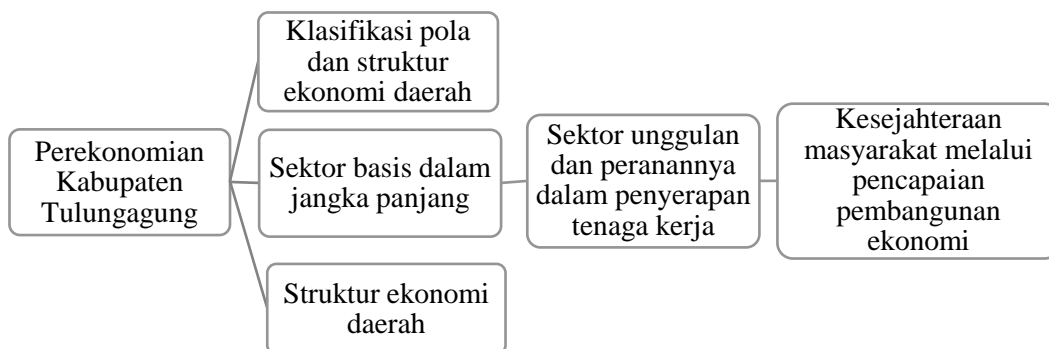 Perekonomian
Kabupaten
Tulungagung
Klasifikasi pola
dan struktur
ekonomi daerah
Sektor basis dalam
jangka panjang
Struktur ekonomi
daerah
Sektor unggulan
dan peranannya
dalam penyerapan
tenaga kerja
Kesejahteraan
masyarakat melalui
pencapaian
pembangunan
ekonomi